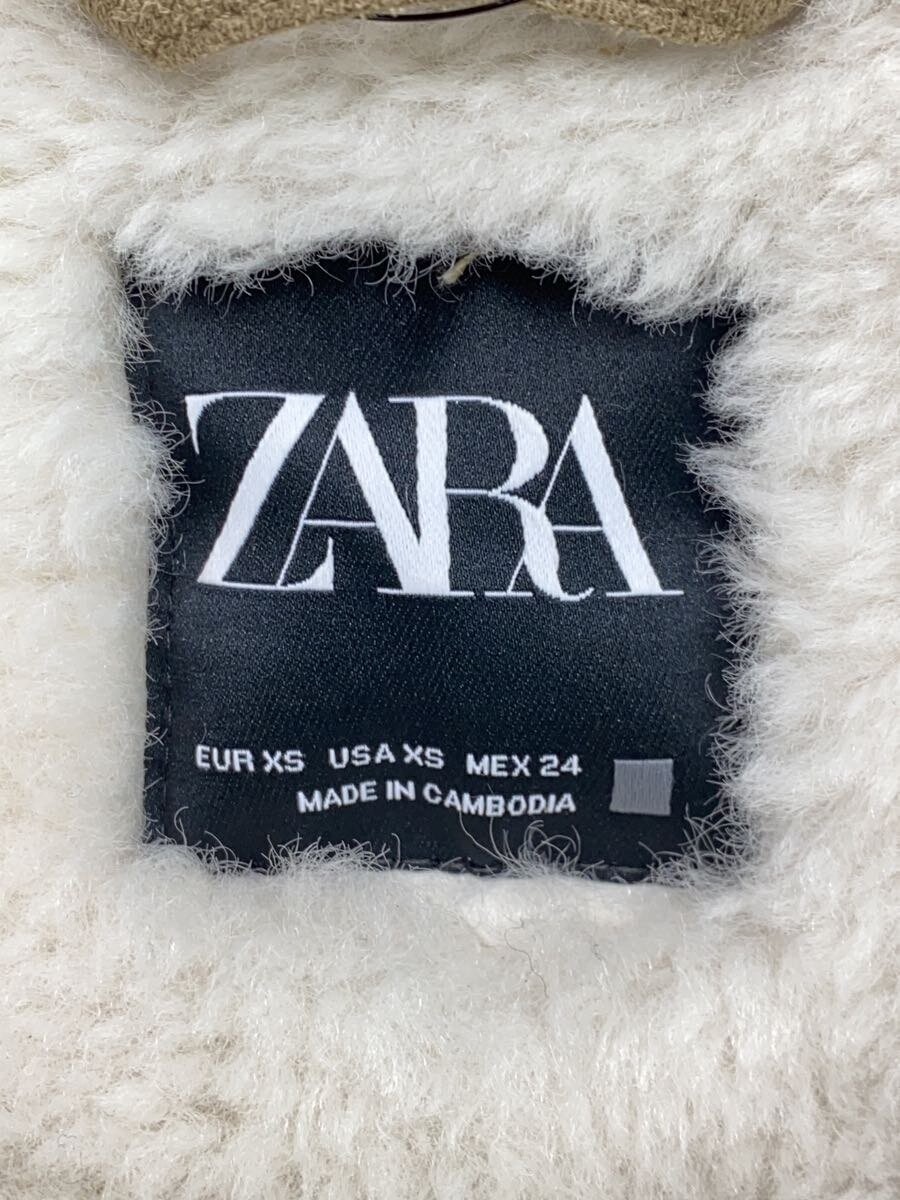 ZARA
EUR XS USA XS MEX 24
MADE IN CAMBODIA